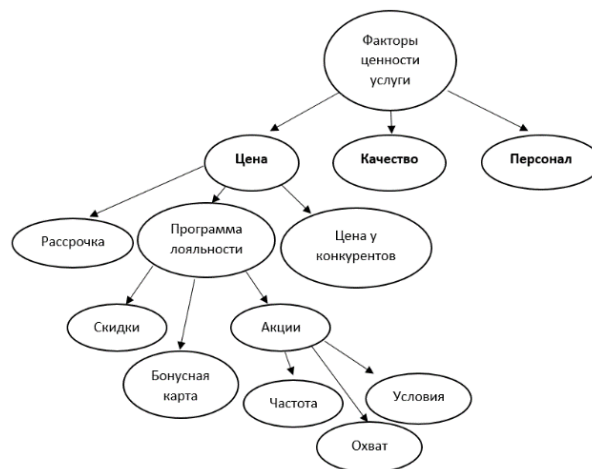 Факторы
ценности
услуги
Цена
Качество
Персонал
Рассрочка
Программа
лояльности
Цена у
конкурентов
Скидки
Акции
Бонусная
карта
Частота
Условия
Охват